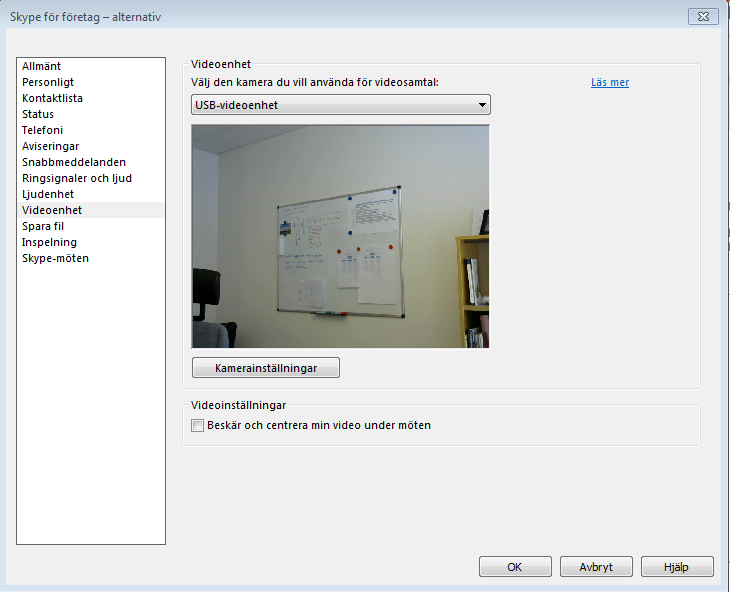 Skype för företag – alternativ
Allmänt
Personligt
Kontaktlista
Status
Telefoni
Aviseringar
Snabbmeddelanden
Ringsignaler och ljud
Ljudenhet
Videoenhet
Spara fil
Inspelning
Skype-möten
Videoenhet
Välj den kamera du vill använda för videosamtal:
Läs mer
USB-videoenhet
Kamerainställningar
Videoinställningar
Beskär och centrera min video under möten
OK
Avbryt
Hjälp